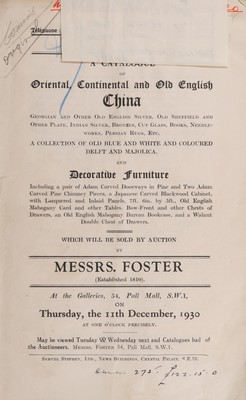 Telephone
A CATALOGUE
OF
Oriental, Continental and Old English
China
GEORGIAN AND OTHER OLD ENGLISH SILVER, OLD SHEFFIELD AND
OTHER PLATE, INDIAN SILVER, BRONZES, CUT GLASS, BOOKS, NEEDLE-
WORKS, PERSIAN RUGS, ETC.
A COLLECTION OF OLD BLUE AND WHITE AND COLOURED
DELFT AND MAJOLICA.
AND
Decorative Furniture
Including a pair of Adam Carved Doorways in Pine and Two Adam
Carved Pine Chimney Pieces, a Japanese Carved Blackwood Cabinet,
with Lacquered and Inlaid Panels, 7ft. 6in. by 5ft., Old English
Mahogany Card and other Tables, Bow-Front and other Chests of
Drawers, an Old English Mahogany Bureau Bookcase, and a Walnut
Double Chest of Drawers.
WHICH WILL BE SOLD BY AUCTION
BY
MESSRS. FOSTER
(Established 1810).
At the Galleries, 54, Pall Mall, S.W.1,
ON
Thursday, the 11th December, 1930
AT ONE O'CLOCK PRECISELY.
May be viewed Tuesday & Wednesday next and Catalogues had of
the Auctioneers, MESSRS. FOSTER 54, Pall Mall, S.W.1.
SAMUEL STEPHEN, LTD., NEWS BUILDINGS, CRYSTAL PALACE, S.E.19.
275 £122.15.0